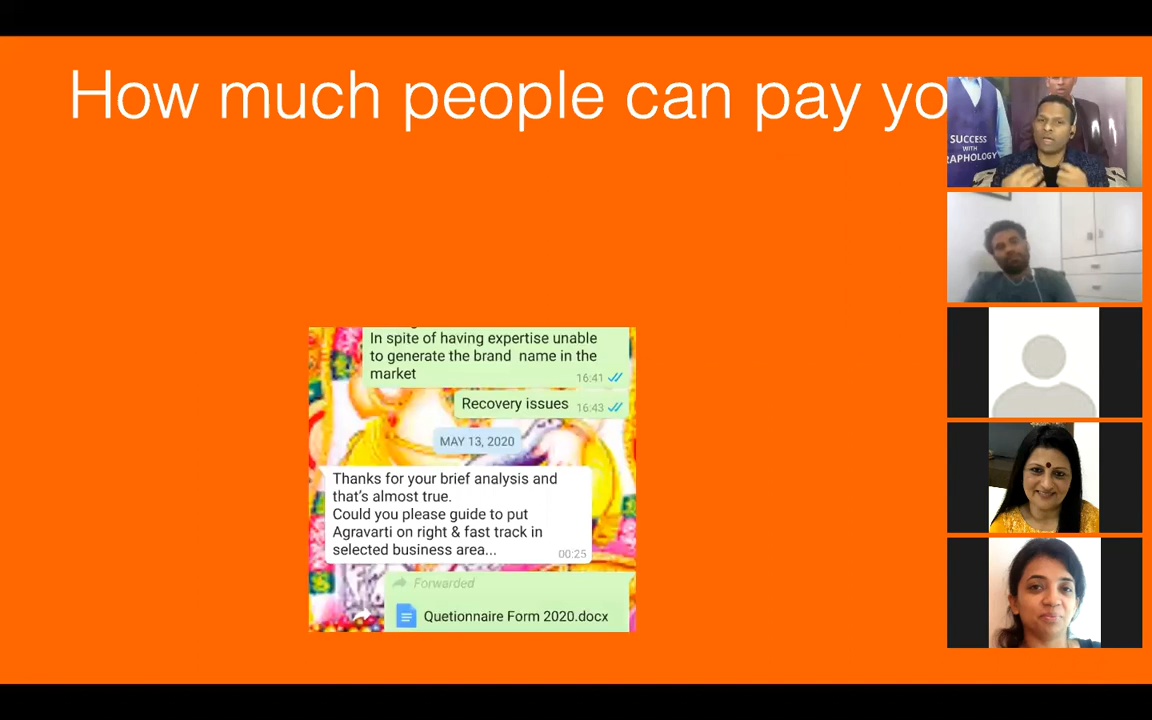 How much people can pay yo
SUCCESS
WITH
RAPHOLOGY
In spite of having expertise unable
to generate the brand name in the
market
16:41
Recovery issues 16:43
MAY 13, 2020
Thanks for your brief analysis and
that's almost true.
Could you please guide to put
Agravarti on right & fast track in
selected business area...
00:25
Forwarded
Quetionnaire Form 2020.docx